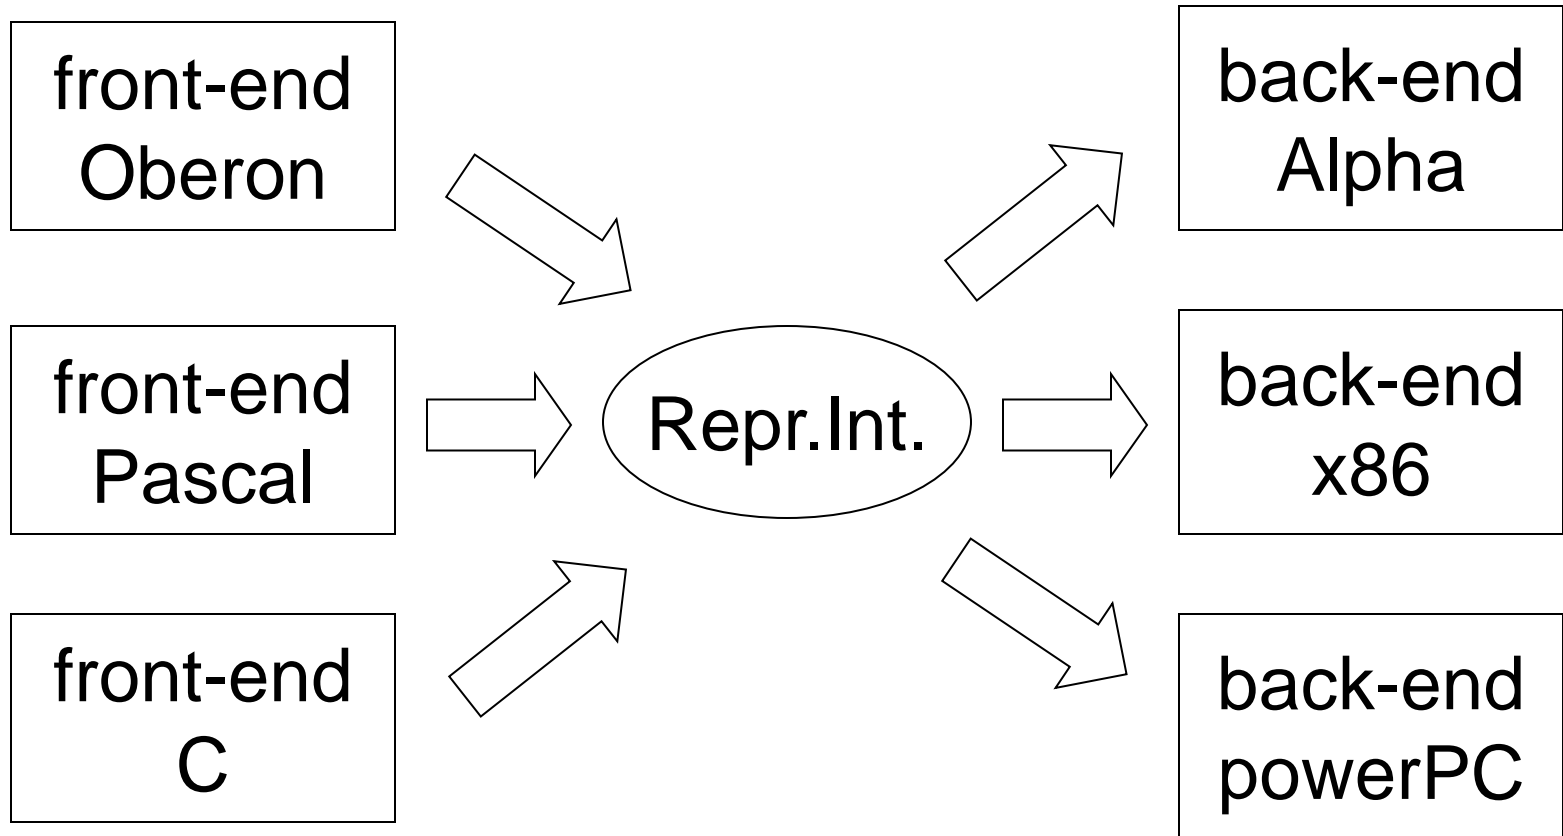 front-end
Oberon
front-end
Pascal
front-end
C
Repr.Int.
back-end
Alpha
back-end
x86
back-end
powerPC